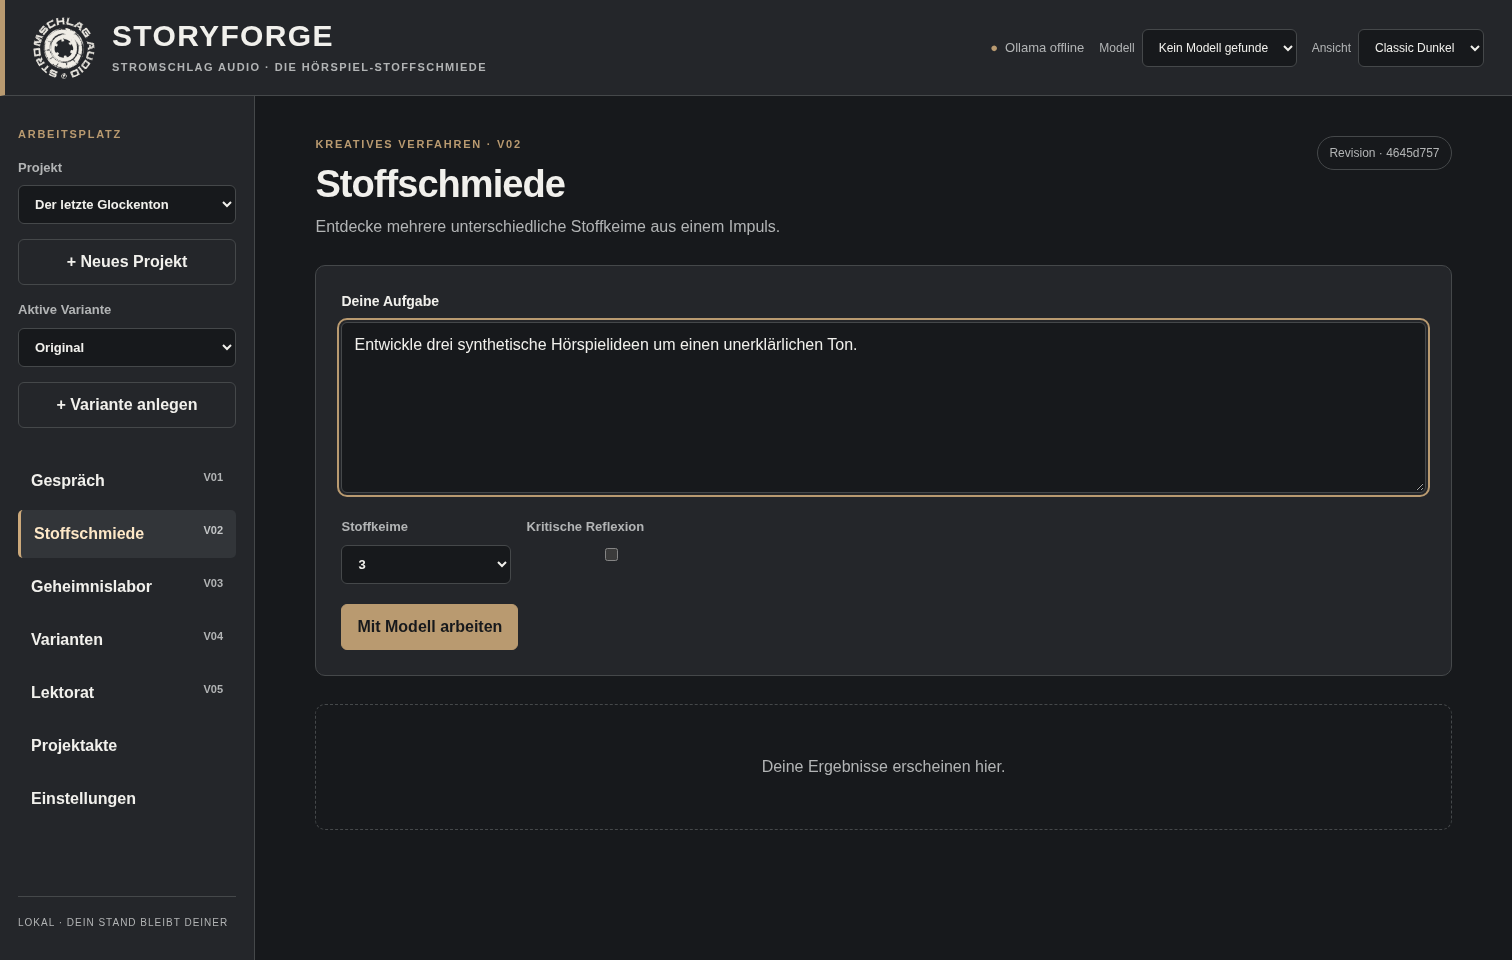 STROMSCHLAG AUDIO
STORYFORGE
STROMSCHLAG AUDIO · DIE HÖRSPIEL-STOFFSCHMIEDE
● Ollama offline
Modell
Kein Modell gefunde
Ansicht
Classic Dunkel
ARBEITSPLATZ
Projekt
Der letzte Glockenton
+ Neues Projekt
Aktive Variante
Original
+ Variante anlegen
Gespräch V01
Stoffschmiede V02
Geheimnislabor V03
Varianten V04
Lektorat V05
Projektakte
Einstellungen
LOKAL · DEIN STAND BLEIBT DEINER
KREATIVES VERFAHREN · V02
Revision · 4645d757
Stoffschmiede
Entdecke mehrere unterschiedliche Stoffkeime aus einem Impuls.
Deine Aufgabe
Entwickle drei synthetische Hörspielideen um einen unerklärlichen Ton.
Stoffkeime
Kritische Reflexion
3
Mit Modell arbeiten
Deine Ergebnisse erscheinen hier.